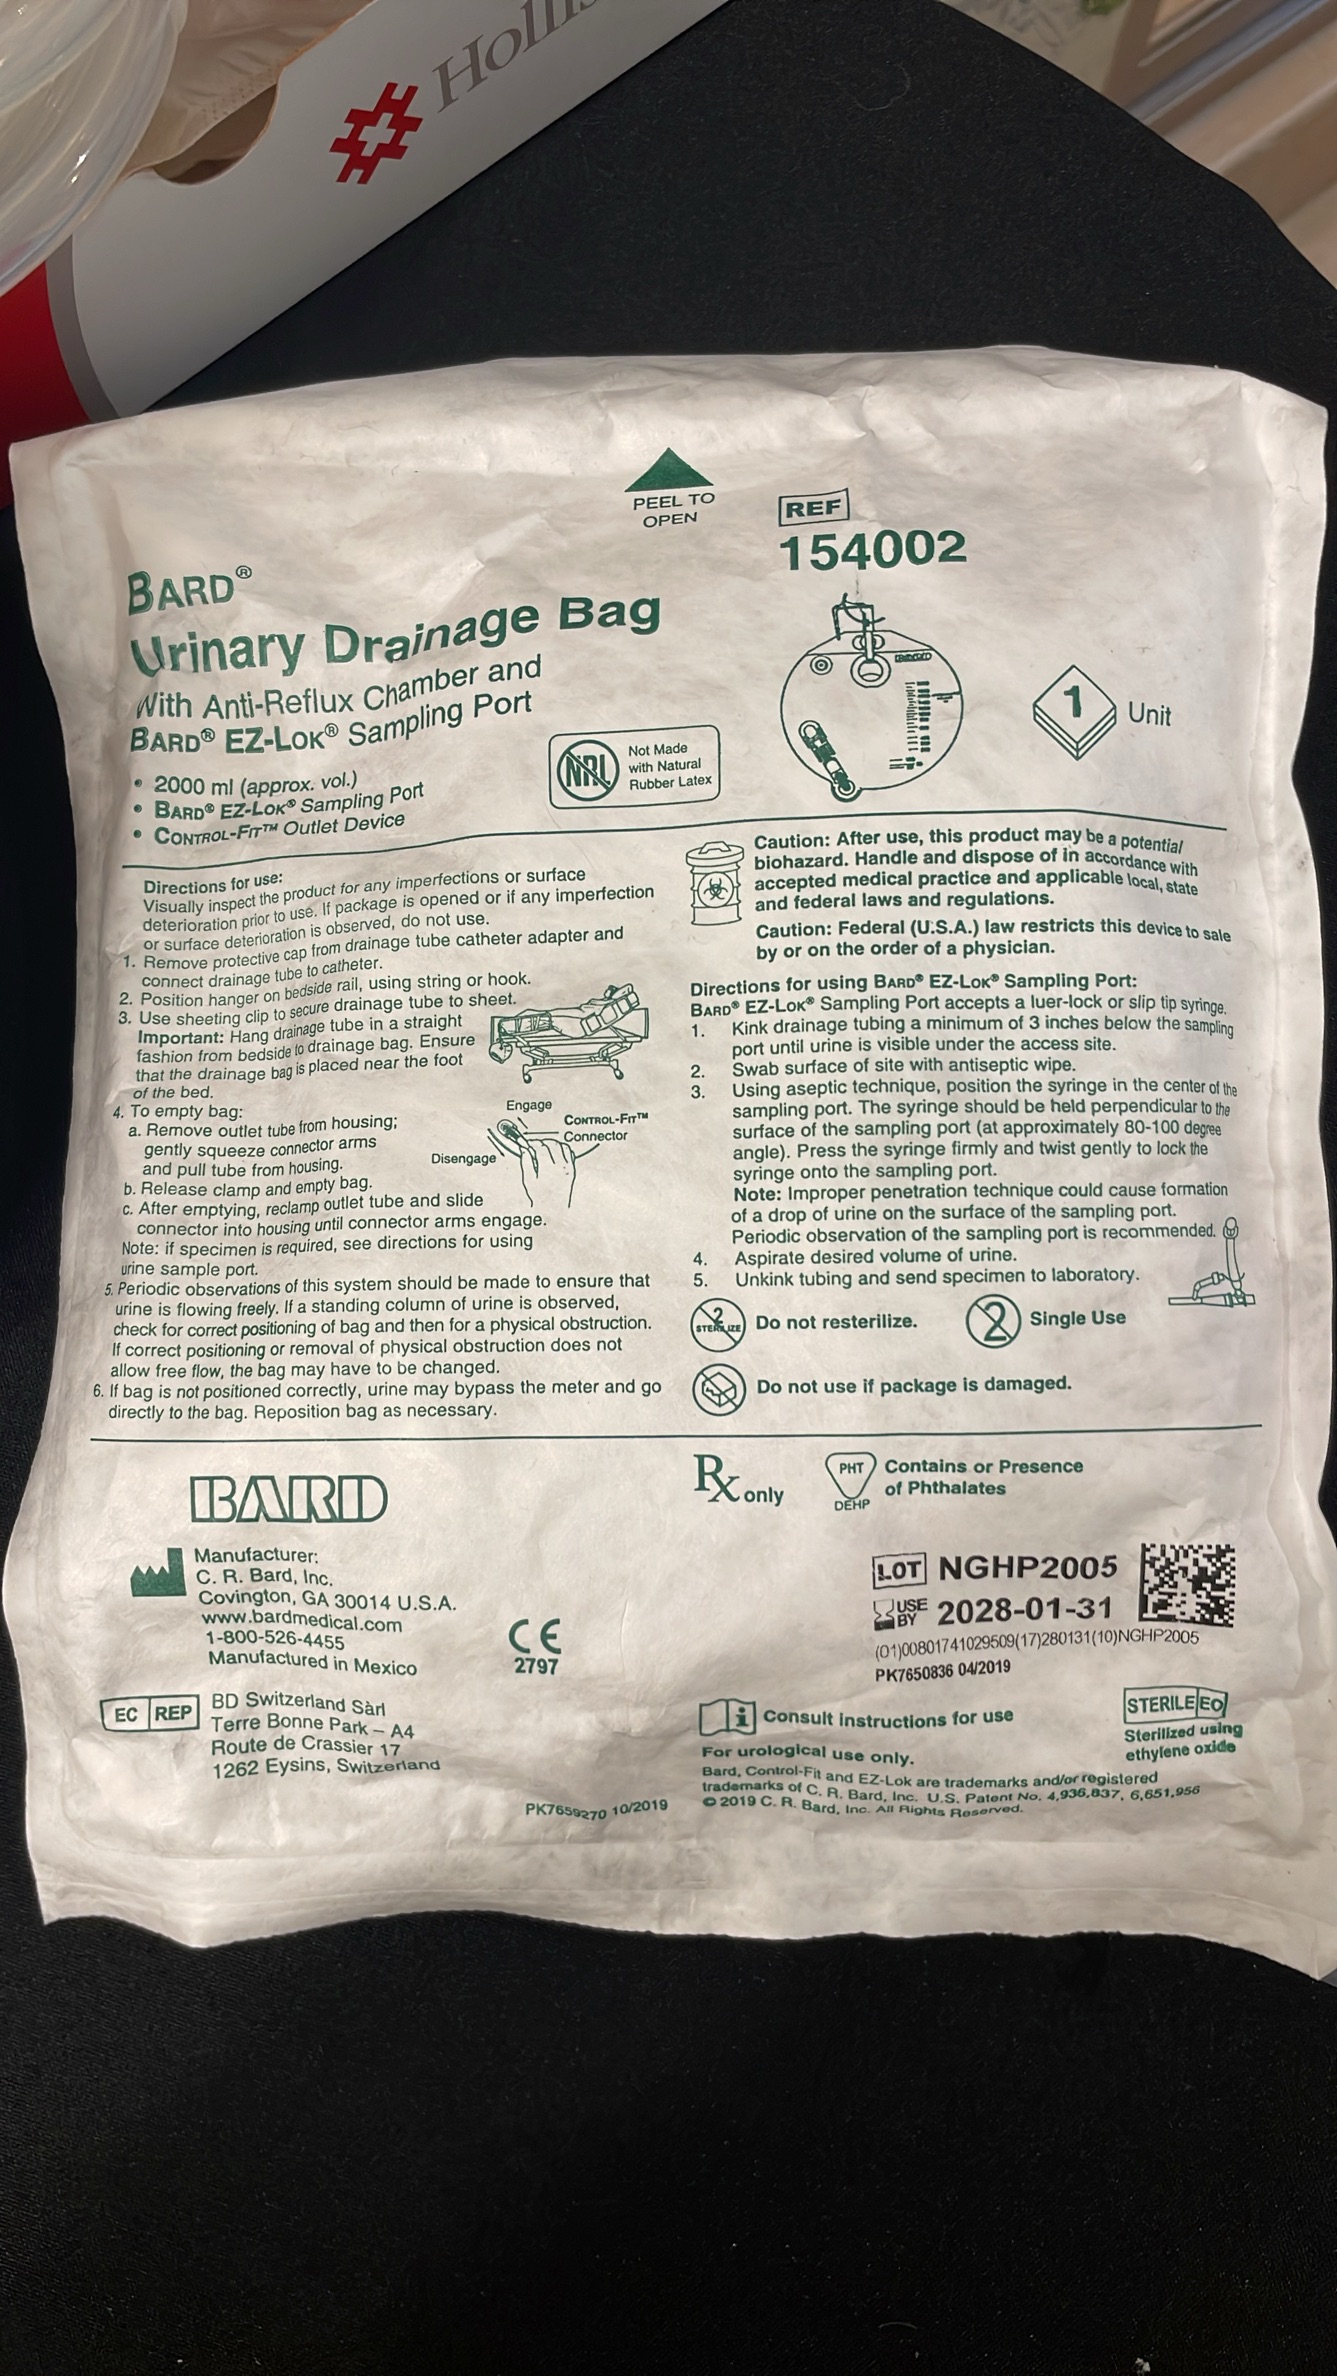 PEEL TO
OPEN
REF
154002
BARD®
Urinary Drainage Bag
With Anti-Reflux Chamber and
BARD® EZ-LOK® Sampling Port
• 2000 ml (approx. vol.)
• BARD® EZ-LOK® Sampling Port
• CONTROL-FIT™ Outlet Device
NRL
Not Made
with Natural
Rubber Latex
1
Unit
Directions for use:
Visually inspect the product for any imperfections or surface
deterioration prior to use. If package is opened or if any imperfection
or surface deterioration is observed, do not use.
1. Remove protective cap from drainage tube catheter adapter and
connect drainage tube to catheter.
2. Position hanger on bedside rail, using string or hook.
3. Use sheeting clip to secure drainage tube to sheet.
Important: Hang drainage tube in a straight
fashion from bedside to drainage bag. Ensure
that the drainage bag is placed near the foot
of the bed.
4. To empty bag:
a. Remove outlet tube from housing;
gently squeeze connector arms
and pull tube from housing.
b. Release clamp and empty bag.
c. After emptying, reclamp outlet tube and slide
connector into housing until connector arms engage.
Engage
CONTROL-FIT™
Connector
Disengage
Note: if specimen is required, see directions for using
urine sample port.
5. Periodic observations of this system should be made to ensure that
urine is flowing freely. If a standing column of urine is observed,
check for correct positioning of bag and then for a physical obstruction.
If correct positioning or removal of physical obstruction does not
allow free flow, the bag may have to be changed.
6. If bag is not positioned correctly, urine may bypass the meter and go
directly to the bag. Reposition bag as necessary.
Caution: After use, this product may be a potential
biohazard. Handle and dispose of in accordance with
accepted medical practice and applicable local, state
and federal laws and regulations.
Caution: Federal (U.S.A.) law restricts this device to sale
by or on the order of a physician.
Directions for using BARD® EZ-LOK® Sampling Port:
BARD® EZ-LOK® Sampling Port accepts a luer-lock or slip tip syringe.
1. Kink drainage tubing a minimum of 3 inches below the sampling
port until urine is visible under the access site.
2. Swab surface of site with antiseptic wipe.
3. Using aseptic technique, position the syringe in the center of the
sampling port. The syringe should be held perpendicular to the
surface of the sampling port (at approximately 80-100 degree
angle). Press the syringe firmly and twist gently to lock the
syringe onto the sampling port.
Note: Improper penetration technique could cause formation
of a drop of urine on the surface of the sampling port.
Periodic observation of the sampling port is recommended.
4. Aspirate desired volume of urine.
5. Unkink tubing and send specimen to laboratory.
2
STERILIZE
Do not resterilize.
2
Single Use
Do not use if package is damaged.
BARD
Manufacturer:
C. R. Bard, Inc.
Covington, GA 30014 U.S.A.
www.bardmedical.com
1-800-526-4455
Manufactured in Mexico
CE
2797
EC REP
BD Switzerland Sàrl
Terre Bonne Park – A4
Route de Crassier 17
1262 Eysins, Switzerland
PK7659270 10/2019
Rx only
PHT
DEHP
Contains or Presence
of Phthalates
LOT NGHP2005
USE
BY 2028-01-31
(01)00801741029509(17)280131(10)NGHP2005
PK7650836 04/2019
i Consult instructions for use
STERILE EO
Sterilized using
ethylene oxide
For urological use only.
Bard, Control-Fit and EZ-Lok are trademarks and/or registered
trademarks of C. R. Bard, Inc. U.S. Patent No. 4,936,837, 6,651,956
© 2019 C. R. Bard, Inc. All Rights Reserved.